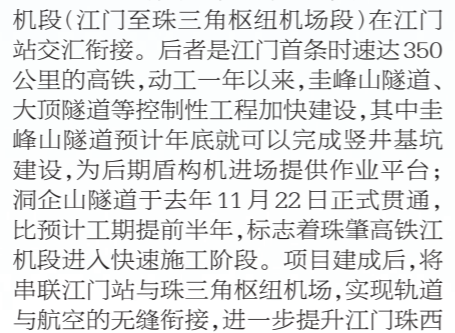 机段(江门至珠三角枢纽机场段)在江门
站交汇衔接。后者是江门首条时速达350
公里的高铁,动工一年以来,圭峰山隧道、
大顶隧道等控制性工程加快建设,其中圭
峰山隧道预计年底就可以完成竖井基坑
建设,为后期盾构机进场提供作业平台;
洞企山隧道于去年11月22日正式贯通,
比预计工期提前半年,标志着珠肇高铁江
机段进入快速施工阶段。项目建成后,将
串联江门站与珠三角枢纽机场,实现轨道
与航空的无缝衔接,进一步提升江门珠西